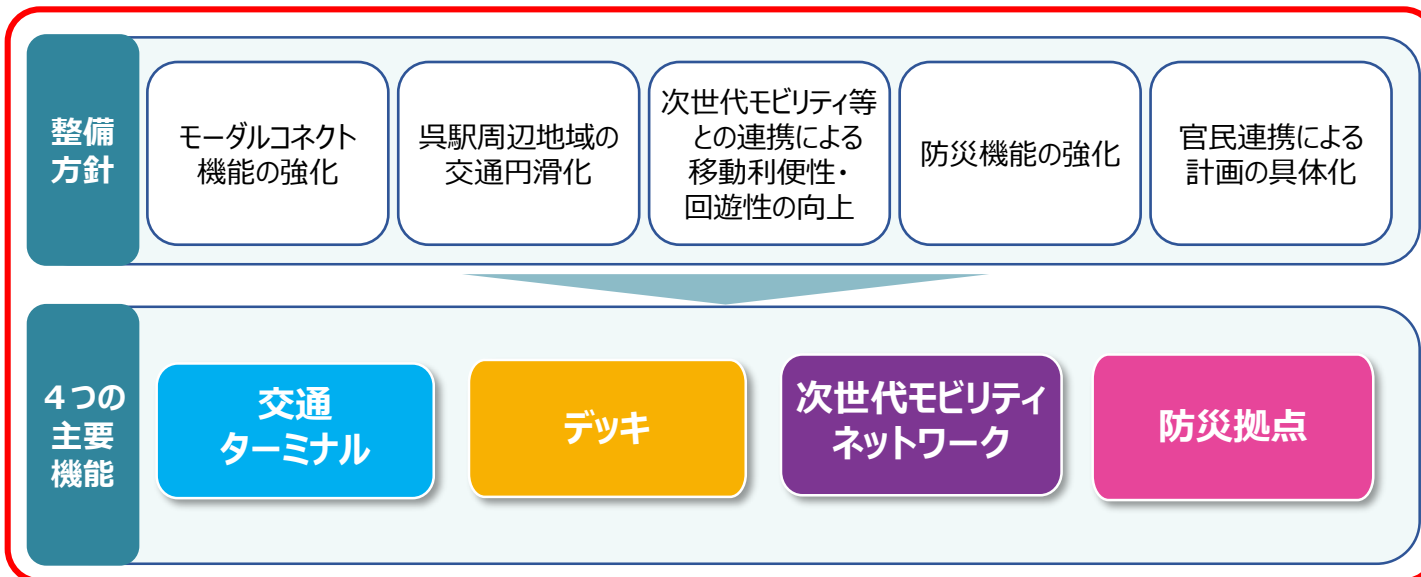 整備
方針
モーダルコネクト
機能の強化
呉駅周辺地域の
交通円滑化
次世代モビリティ等
との連携による
移動利便性・
回遊性の向上
防災機能の強化
官民連携による
計画の具体化
４つの
主要
機能
交通
ターミナル
デッキ
次世代モビリティ
ネットワーク
防災拠点